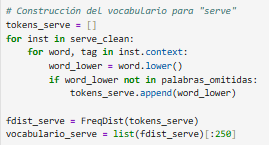 # Construcción del vocabulario para "serve"
tokens_serve = []
for inst in serve_clean:
    for word, tag in inst.context:
        word_lower = word.lower()
        if word_lower not in palabras_omitidas:
            tokens_serve.append(word_lower)

fdist_serve = FreqDist(tokens_serve)
vocabulario_serve = list(fdist_serve)[:250]